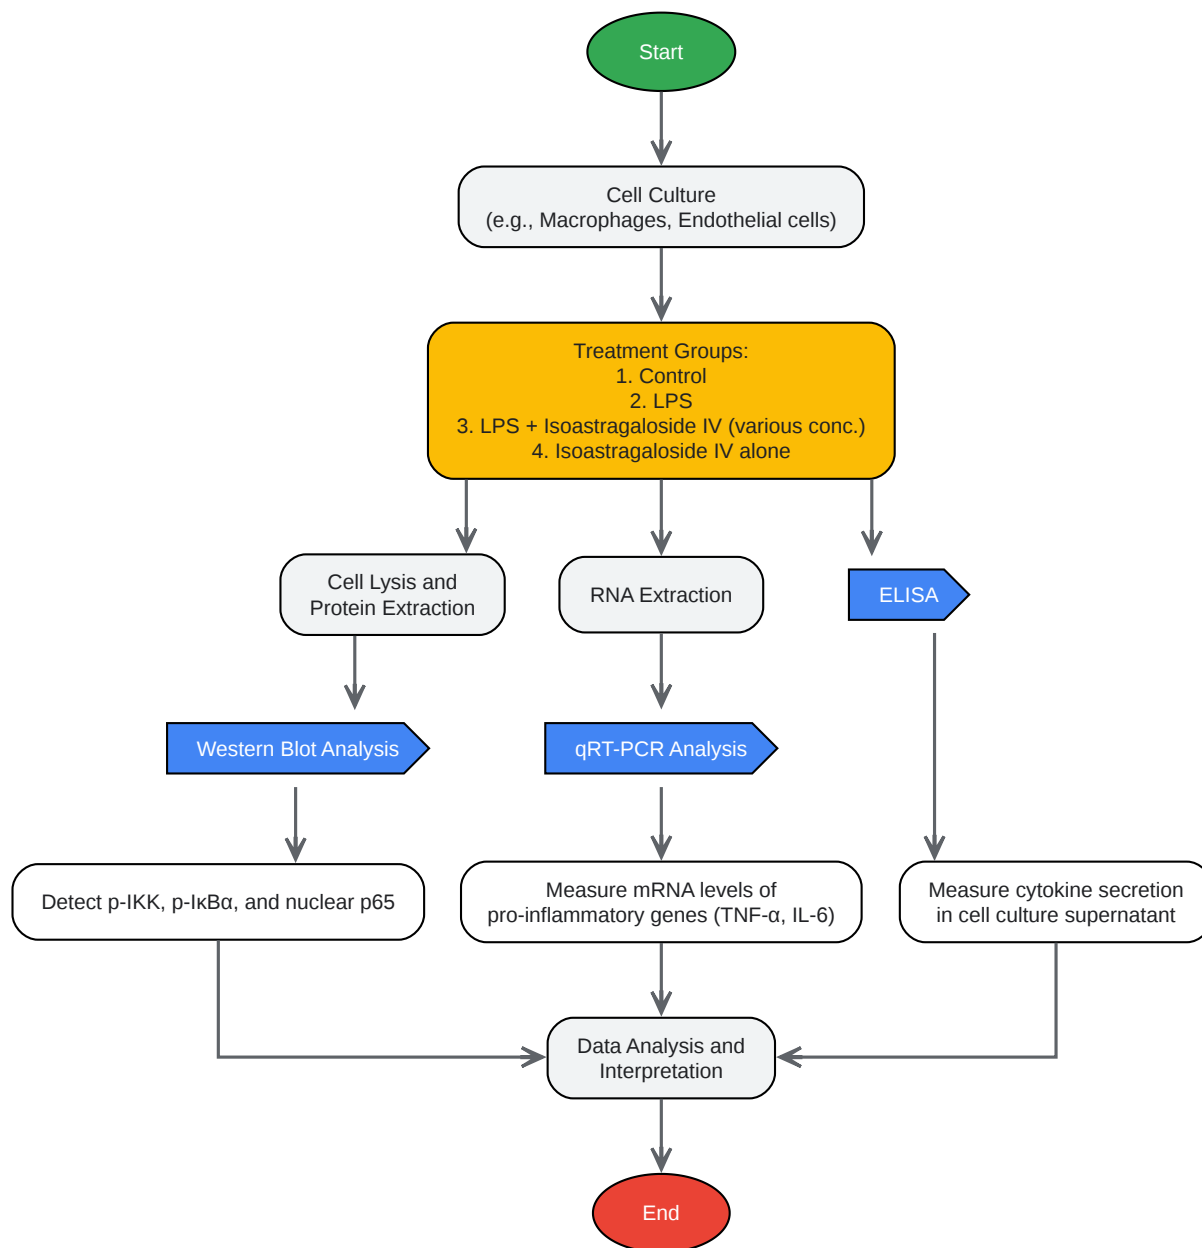 Start
Cell Culture
(e.g., Macrophages, Endothelial cells)
Treatment Groups:
1. Control
2. LPS
3. LPS + Isoastragaloside IV (various conc.)
4. Isoastragaloside IV alone
Cell Lysis and
Protein Extraction
RNA Extraction
ELISA
Western Blot Analysis
qRT-PCR Analysis
Detect p-IKK, p-IκBα, and nuclear p65
Measure mRNA levels of
pro-inflammatory genes (TNF-α, IL-6)
Measure cytokine secretion
in cell culture supernatant
Data Analysis and
Interpretation
End